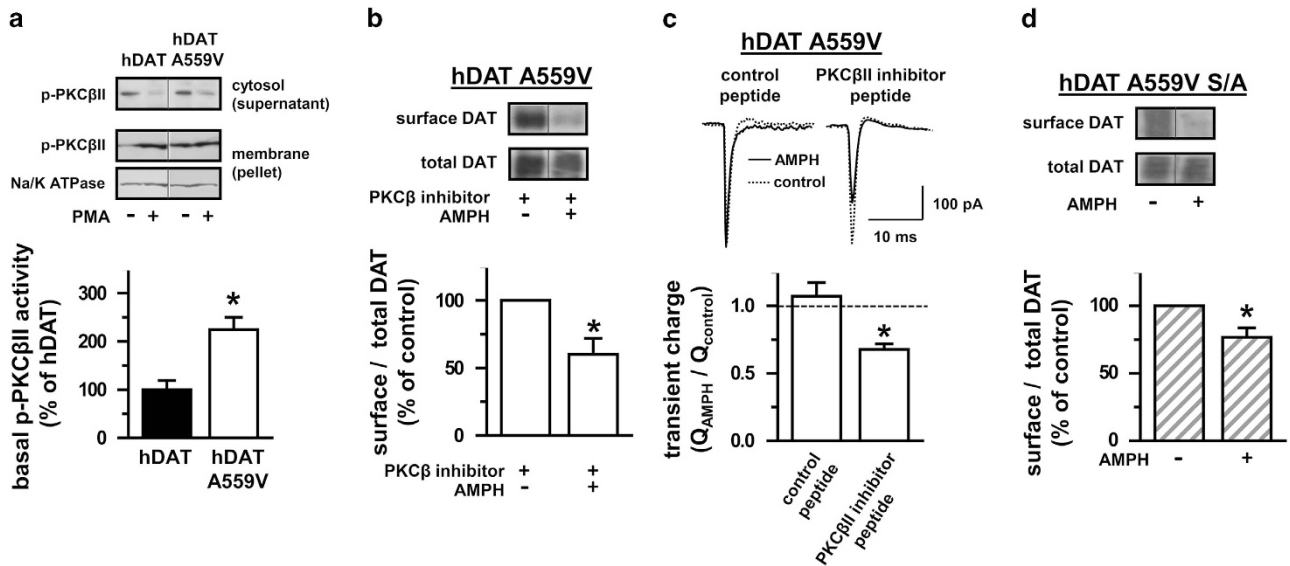 a
hDAT
hDAT
A559V
p-PKCβII
cytosol
(supernatant)
p-PKCβII
membrane
(pellet)
Na/K ATPase
PMA - + - +
basal p-PKCβII activity
(% of hDAT)
300
200
100
0
*
hDAT
hDAT
A559V
b
hDAT A559V
surface DAT
total DAT
PKCβ inhibitor + +
AMPH - +
surface / total DAT
(% of control)
100
50
0
*
PKCβ inhibitor + +
AMPH - +
c
hDAT A559V
control
peptide
PKCβII inhibitor
peptide
AMPH
control
100 pA
10 ms
transient charge
(QAMPH / Qcontrol)
1.0
0.5
0.0
*
control
peptide
PKCβII inhibitor
peptide
d
hDAT A559V S/A
surface DAT
total DAT
AMPH - +
surface / total DAT
(% of control)
100
50
0
*
AMPH - +